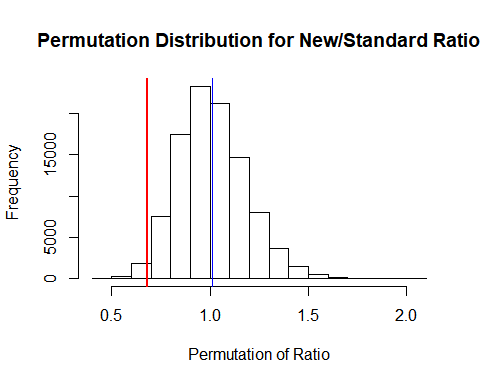 Permutation Distribution for New/Standard Ratio
Frequency
15000
5000
0
0.5 1.0 1.5 2.0
Permutation of Ratio